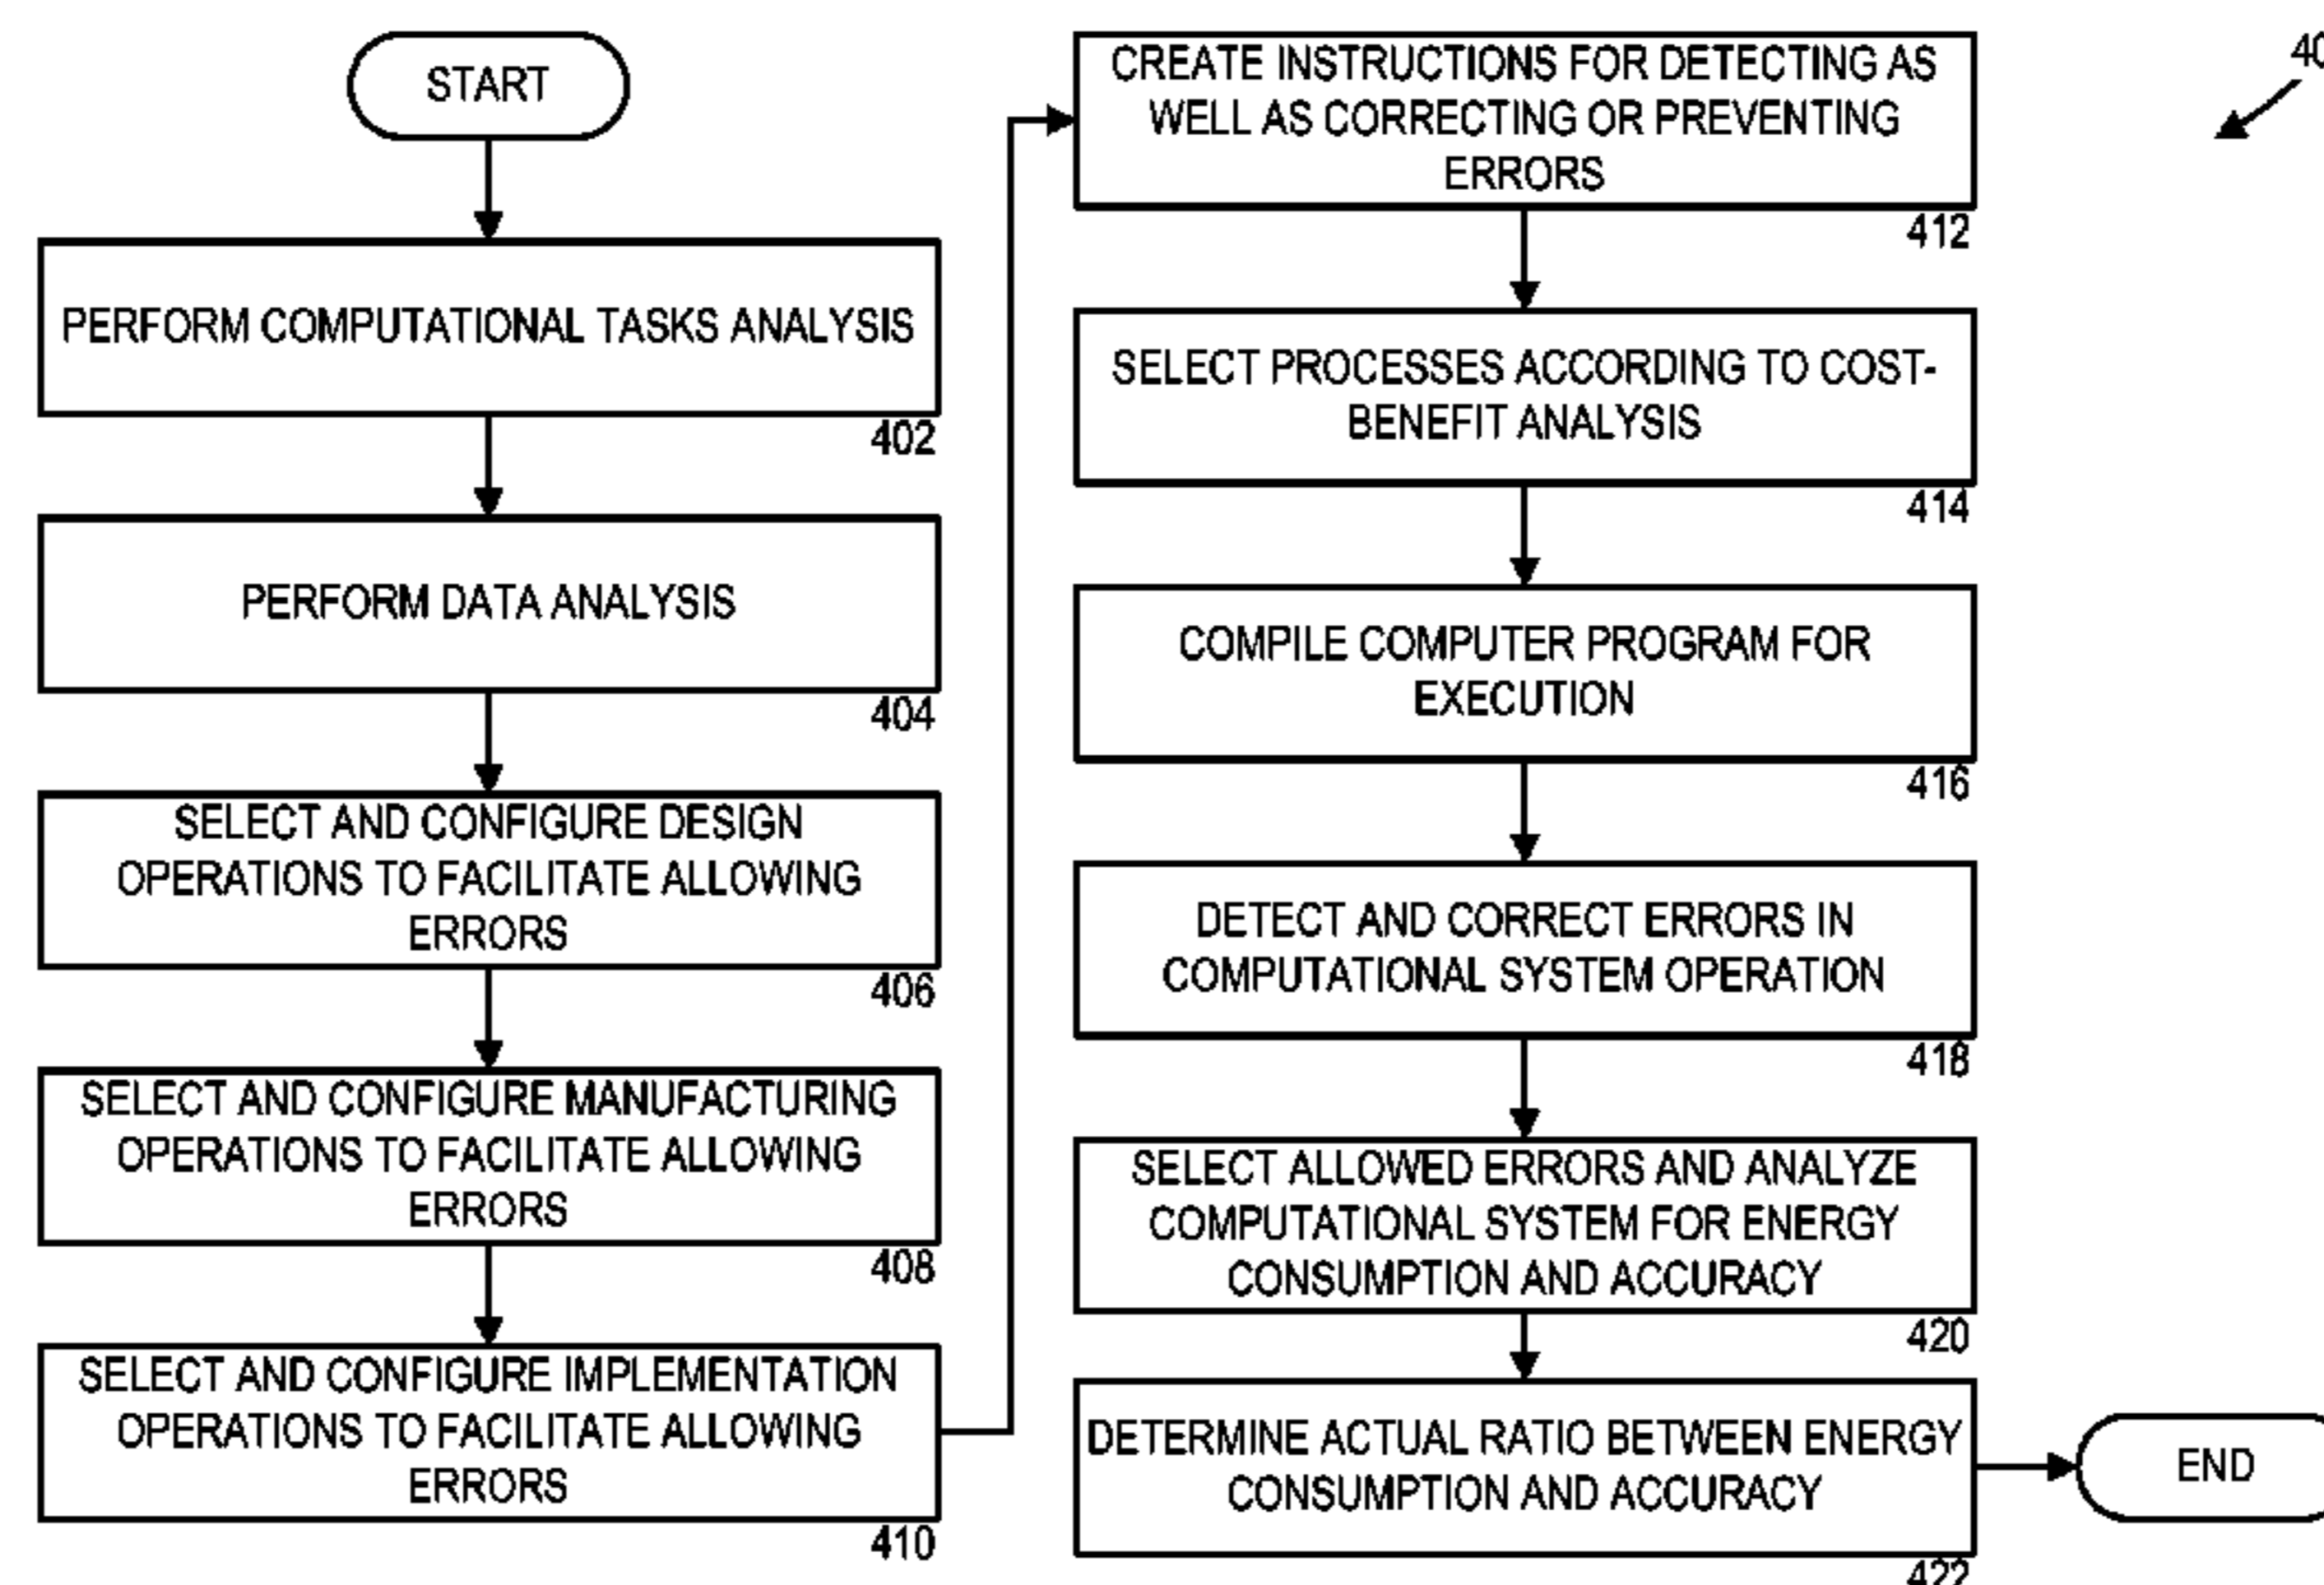 START
PERFORM COMPUTATIONAL TASKS ANALYSIS
402
PERFORM DATA ANALYSIS
404
SELECT AND CONFIGURE DESIGN
OPERATIONS TO FACILITATE ALLOWING
ERRORS
406
SELECT AND CONFIGURE MANUFACTURING
OPERATIONS TO FACILITATE ALLOWING
ERRORS
408
SELECT AND CONFIGURE IMPLEMENTATION
OPERATIONS TO FACILITATE ALLOWING
ERRORS
410
CREATE INSTRUCTIONS FOR DETECTING AS
WELL AS CORRECTING OR PREVENTING
ERRORS
412
SELECT PROCESSES ACCORDING TO COST-
BENEFIT ANALYSIS
414
COMPILE COMPUTER PROGRAM FOR
EXECUTION
416
DETECT AND CORRECT ERRORS IN
COMPUTATIONAL SYSTEM OPERATION
418
SELECT ALLOWED ERRORS AND ANALYZE
COMPUTATIONAL SYSTEM FOR ENERGY
CONSUMPTION AND ACCURACY
420
DETERMINE ACTUAL RATIO BETWEEN ENERGY
CONSUMPTION AND ACCURACY
422
END